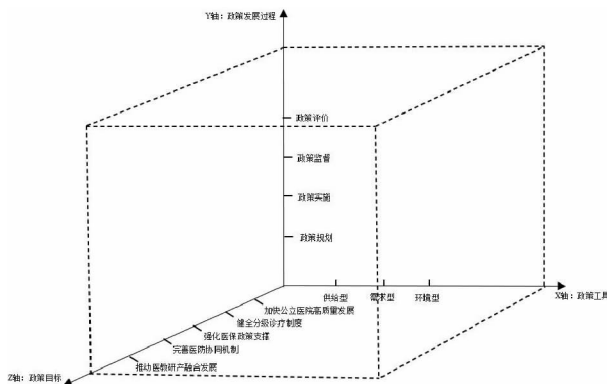 Y轴：政策发展过程
政策评价
政策监督
政策实施
政策规划
供给型 需求型 环境型
X轴：政策工具
加快公立医院高质量发展
健全分级诊疗制度
强化医保政策支撑
完善医防协同机制
推动医教研产融合发展
Z轴：政策目标